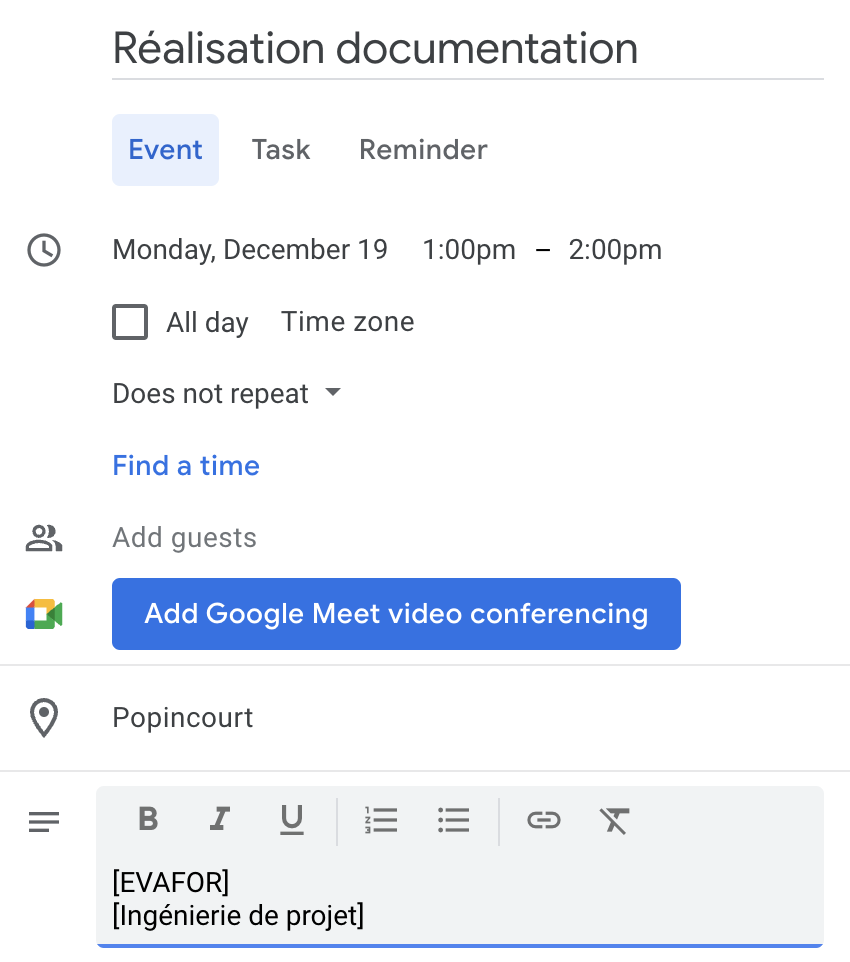 Réalisation documentation
Event Task Reminder
Monday, December 19 1:00pm – 2:00pm
All day Time zone
Does not repeat
Find a time
Add guests
Add Google Meet video conferencing
Popincourt
B I U
[EVAFOR]
[Ingénierie de projet]